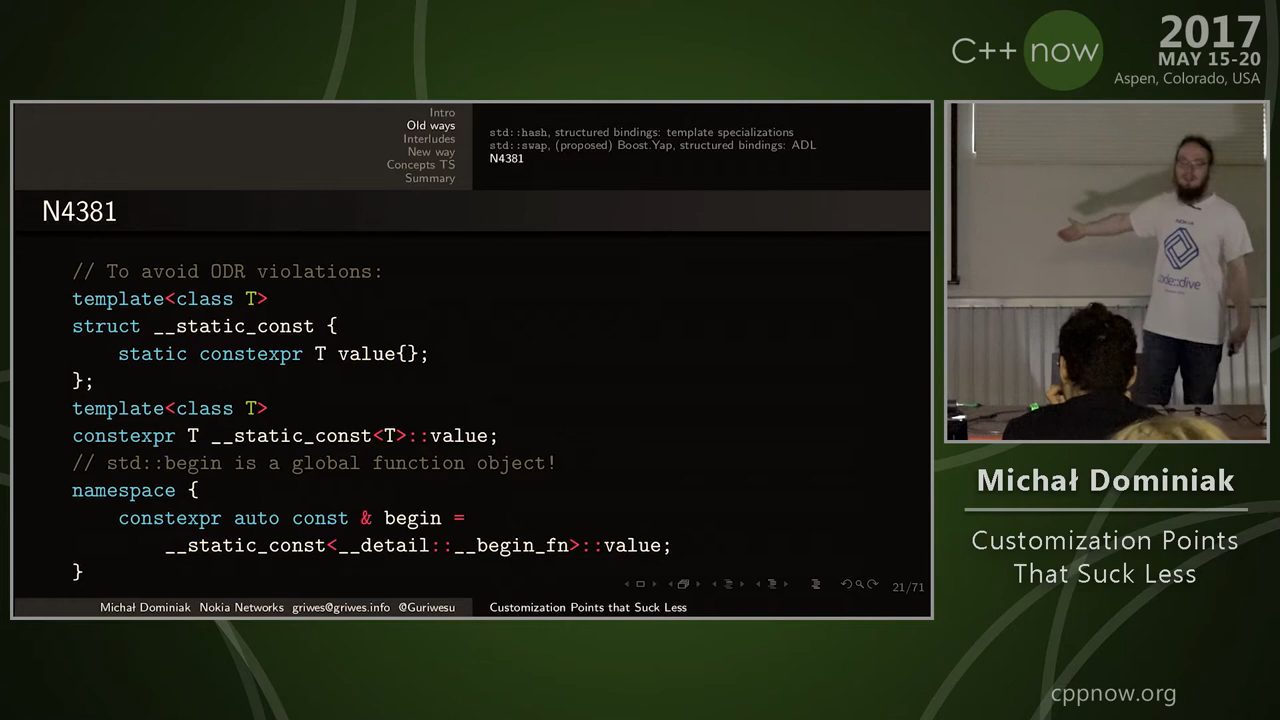 C++ now
2017
MAY 15-20
Aspen, Colorado, USA
Intro
Old ways
Interludes
New way
Concepts TS
Summary
std::hash, structured bindings: template specializations
std::swap, (proposed) Boost.Yap, structured bindings: ADL
N4381
N4381
// To avoid ODR violations:
template<class T>
struct __static_const {
static constexpr T value{};
};
template<class T>
constexpr T __static_const<T>::value;
// std::begin is a global function object!
namespace {
constexpr auto const & begin =
__static_const<__detail::__begin_fn>::value;
}
21/71
Michał Dominiak Nokia Networks griwes@griwes.info @Guriwesu
Customization Points that Suck Less
NOKIA
code::dive
Michał Dominiak
Customization Points
That Suck Less
cppnow.org